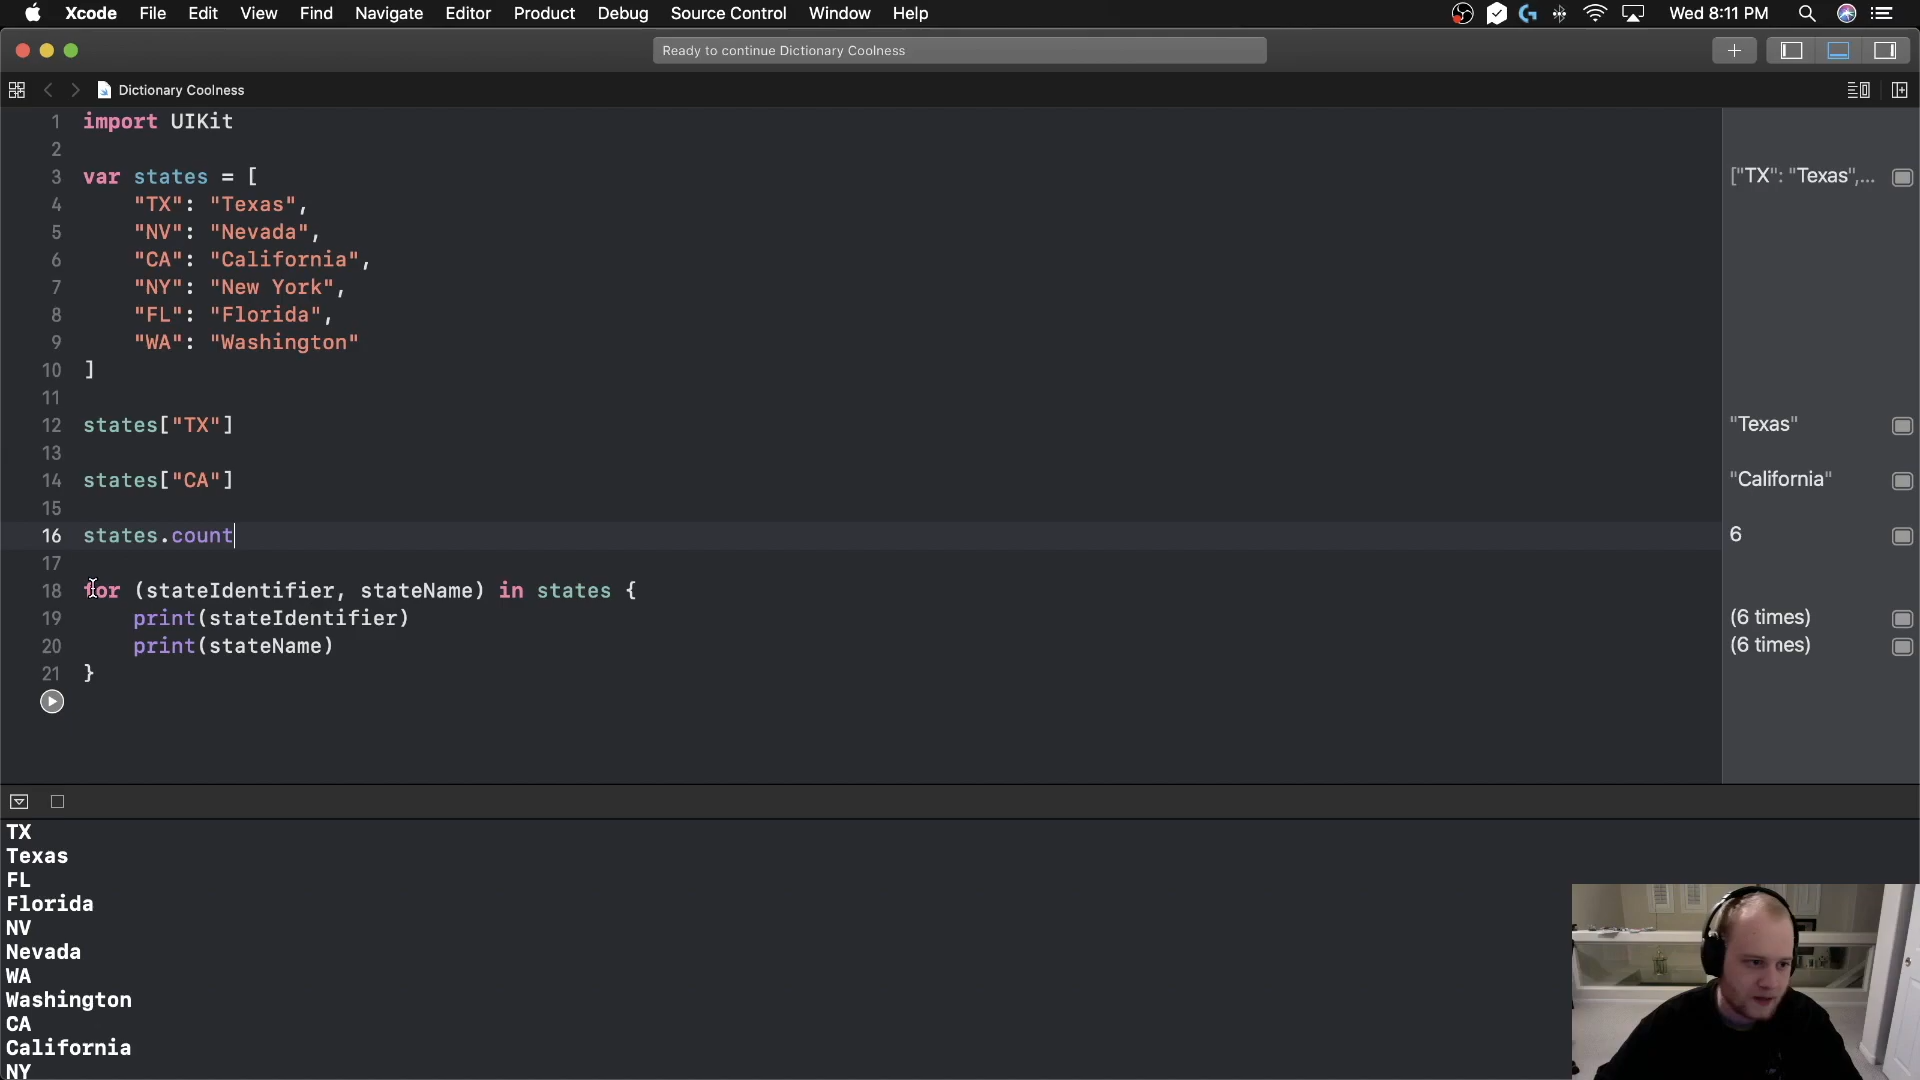 Xcode File Edit View Find Navigate Editor Product Debug Source Control Window Help Wed 8:11 PM
Ready to continue Dictionary Coolness
Dictionary Coolness
1 import UIKit
2
3 var states = [ ["TX": "Texas",...
4 "TX": "Texas",
5 "NV": "Nevada",
6 "CA": "California",
7 "NY": "New York",
8 "FL": "Florida",
9 "WA": "Washington"
10 ]
11
12 states["TX"] "Texas"
13
14 states["CA"] "California"
15
16 states.count 6
17
18 for (stateIdentifier, stateName) in states {
19 print(stateIdentifier) (6 times)
20 print(stateName) (6 times)
21 }
TX
Texas
FL
Florida
NV
Nevada
WA
Washington
CA
California
NY